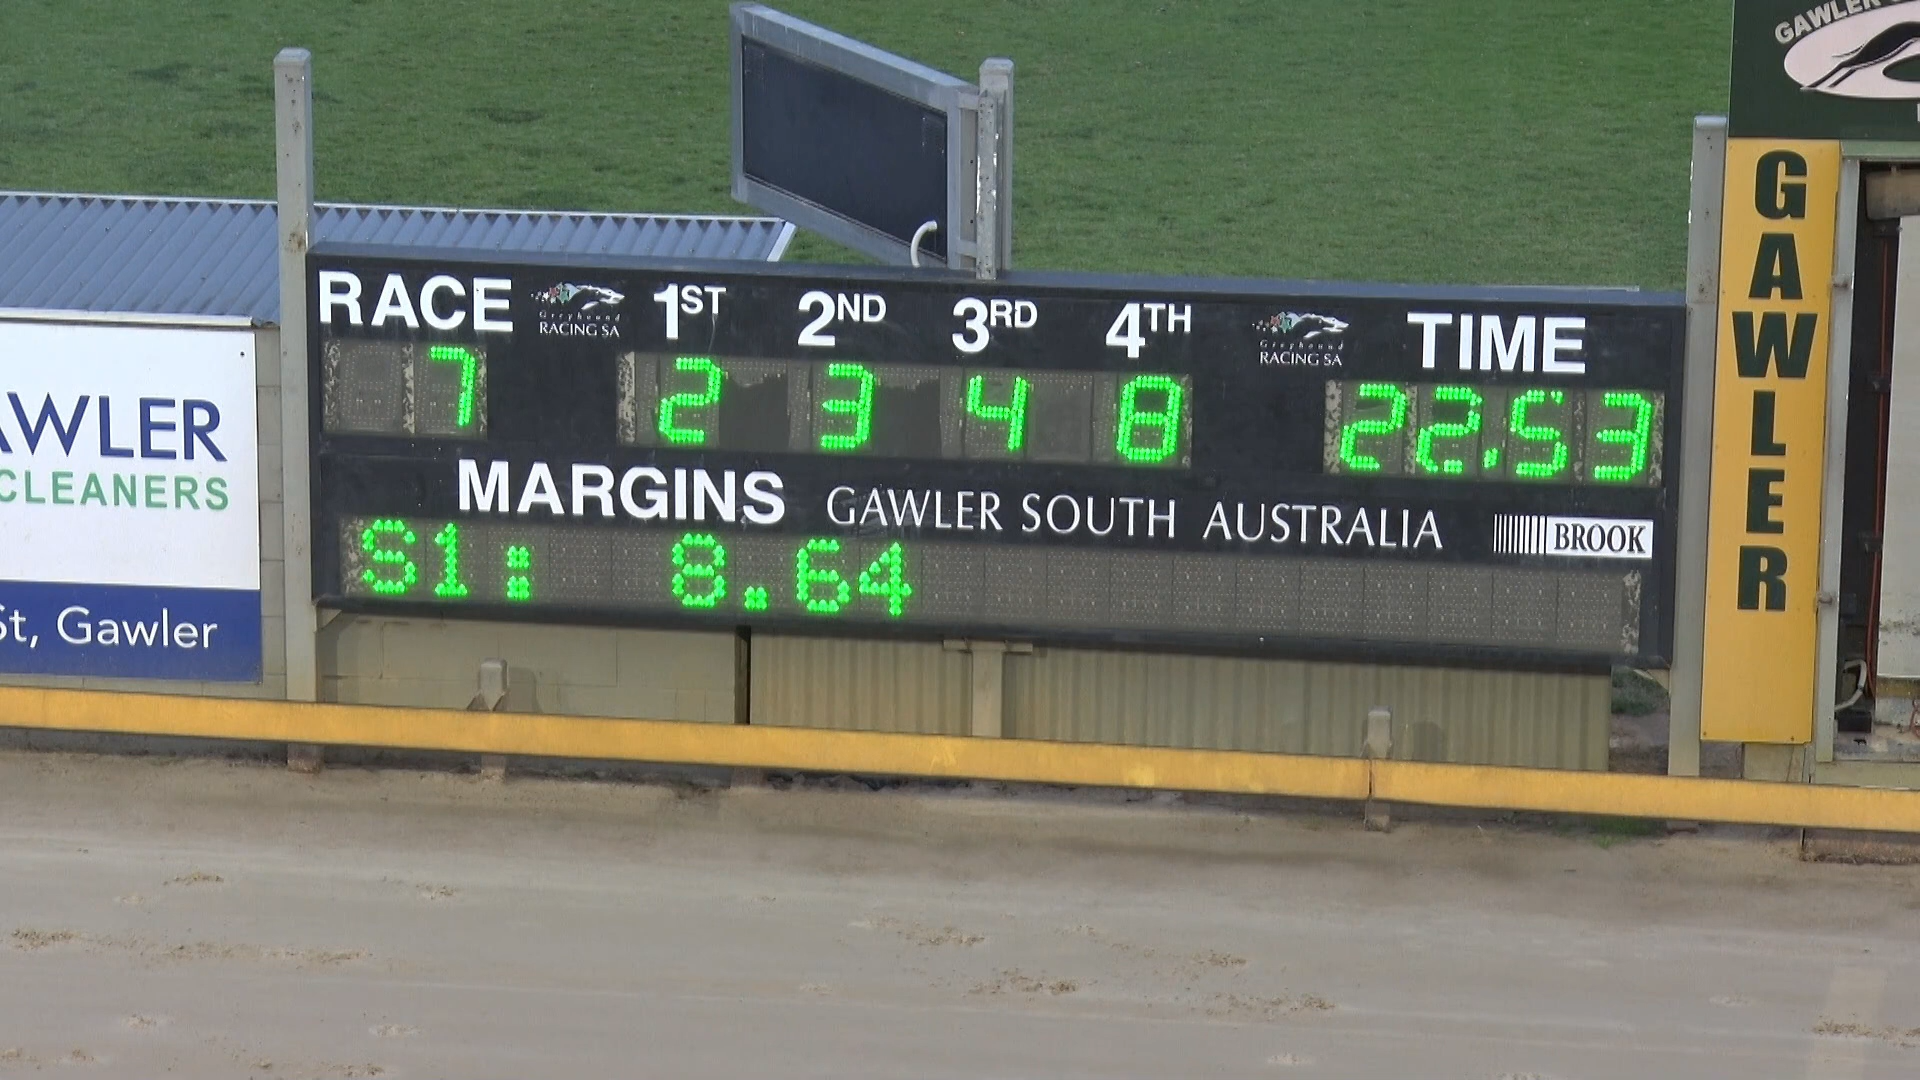 GAWLER
RACE 1ST 2ND 3RD 4TH TIME
Greyhound
RACING SA
Greyhound
RACING SA
7 2 3 4 8 22.53
MARGINS GAWLER SOUTH AUSTRALIA BROOK
S1: 8.64
AWLER
CLEANERS
St, Gawler
GAWLER